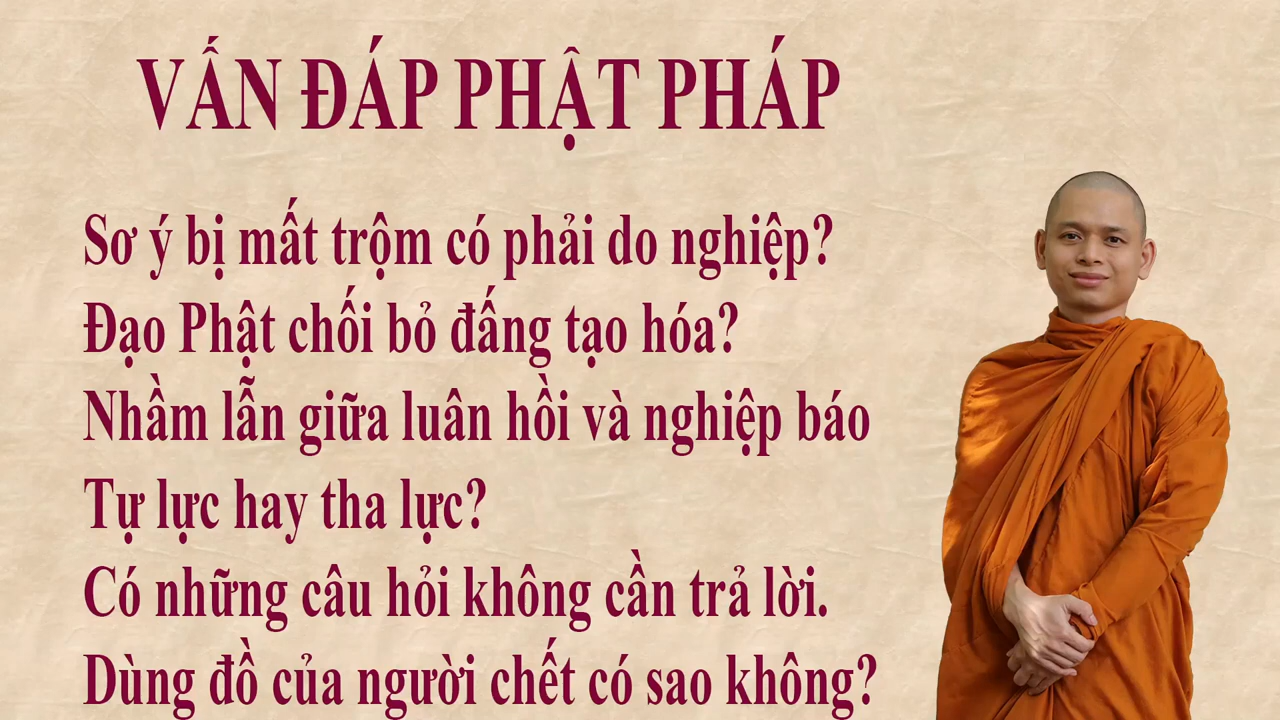 VẤN ĐÁP PHẬT PHÁP
Sơ ý bị mất trộm có phải do nghiệp?
Đạo Phật chối bỏ đấng tạo hóa?
Nhầm lẫn giữa luân hồi và nghiệp báo
Tự lực hay tha lực?
Có những câu hỏi không cần trả lời.
Dùng đồ của người chết có sao không?